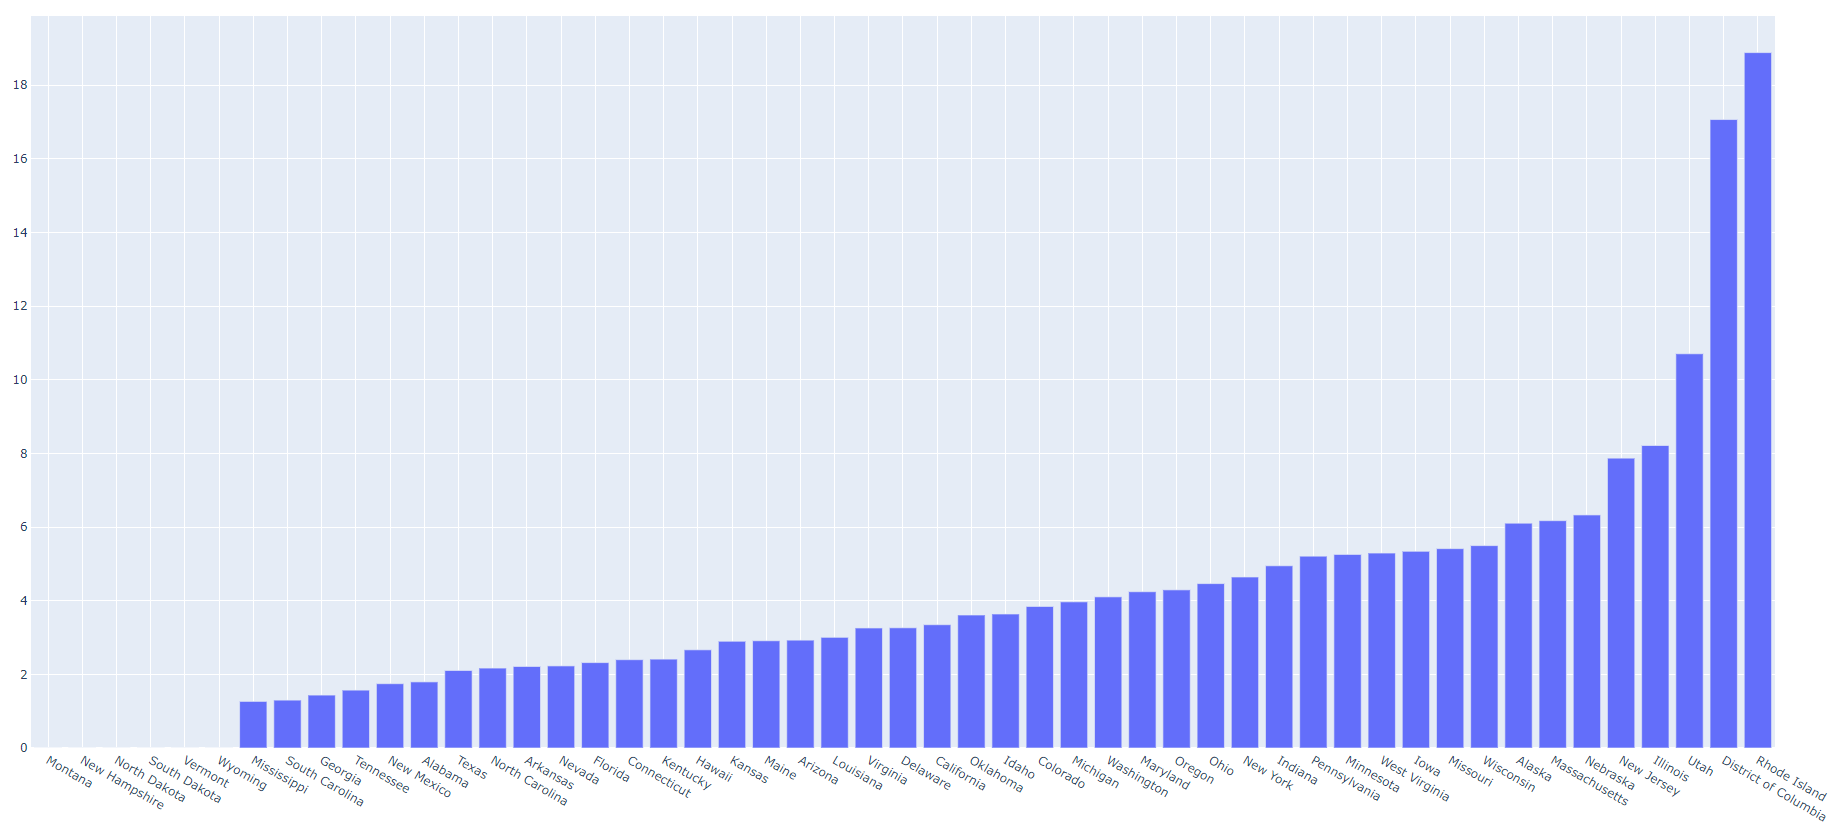 18
16
14
12
10
8
6
4
2
0
Montana
New Hampshire
North Dakota
South Dakota
Vermont
Wyoming
Mississippi
South Carolina
Georgia
Tennessee
New Mexico
Alabama
Texas
North Carolina
Arkansas
Nevada
Florida
Connecticut
Kentucky
Hawaii
Kansas
Maine
Arizona
Louisiana
Virginia
Delaware
California
Oklahoma
Idaho
Colorado
Michigan
Washington
Maryland
Oregon
Ohio
New York
Indiana
Pennsylvania
Minnesota
West Virginia
Iowa
Missouri
Wisconsin
Alaska
Massachusetts
Nebraska
New Jersey
Illinois
Utah
District of Columbia
Rhode Island